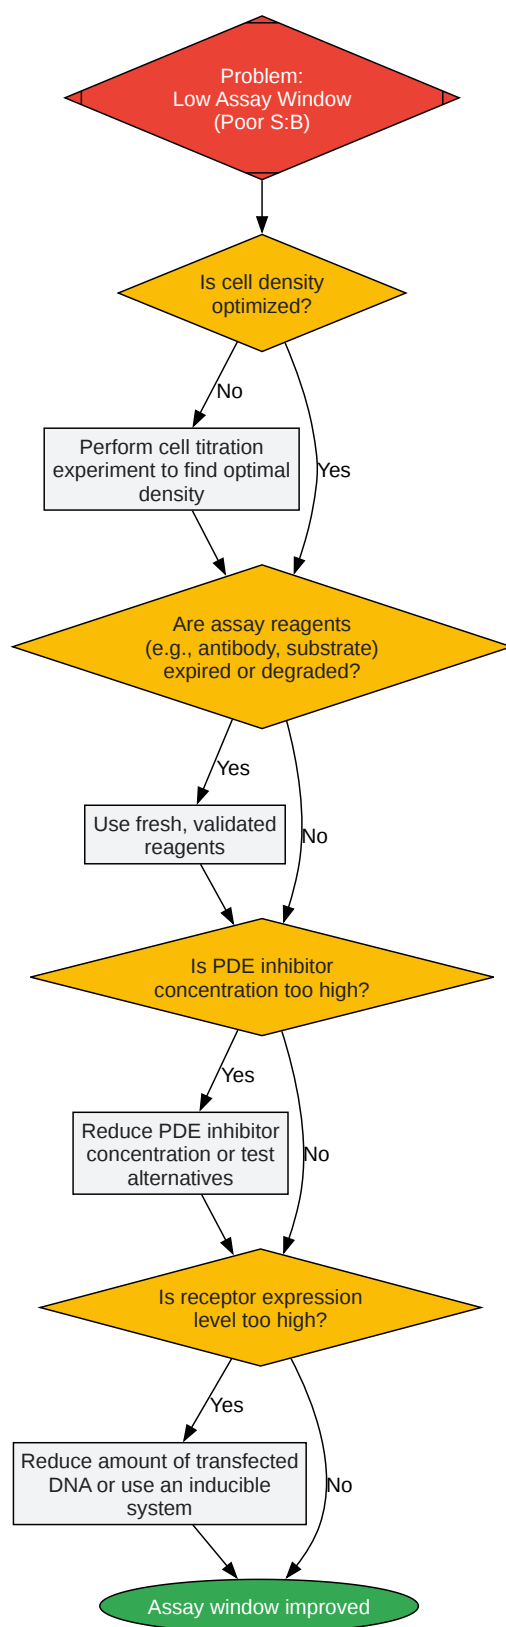 Problem:
Low Assay Window
(Poor S:B)
Is cell density
optimized?
No
Perform cell titration
experiment to find optimal
density
Yes
Are assay reagents
(e.g., antibody, substrate)
expired or degraded?
Yes
Use fresh, validated
reagents
No
Is PDE inhibitor
concentration too high?
Yes
Reduce PDE inhibitor
concentration or test
alternatives
No
Is receptor expression
level too high?
Yes
Reduce amount of transfected
DNA or use an inducible
system
No
Assay window improved